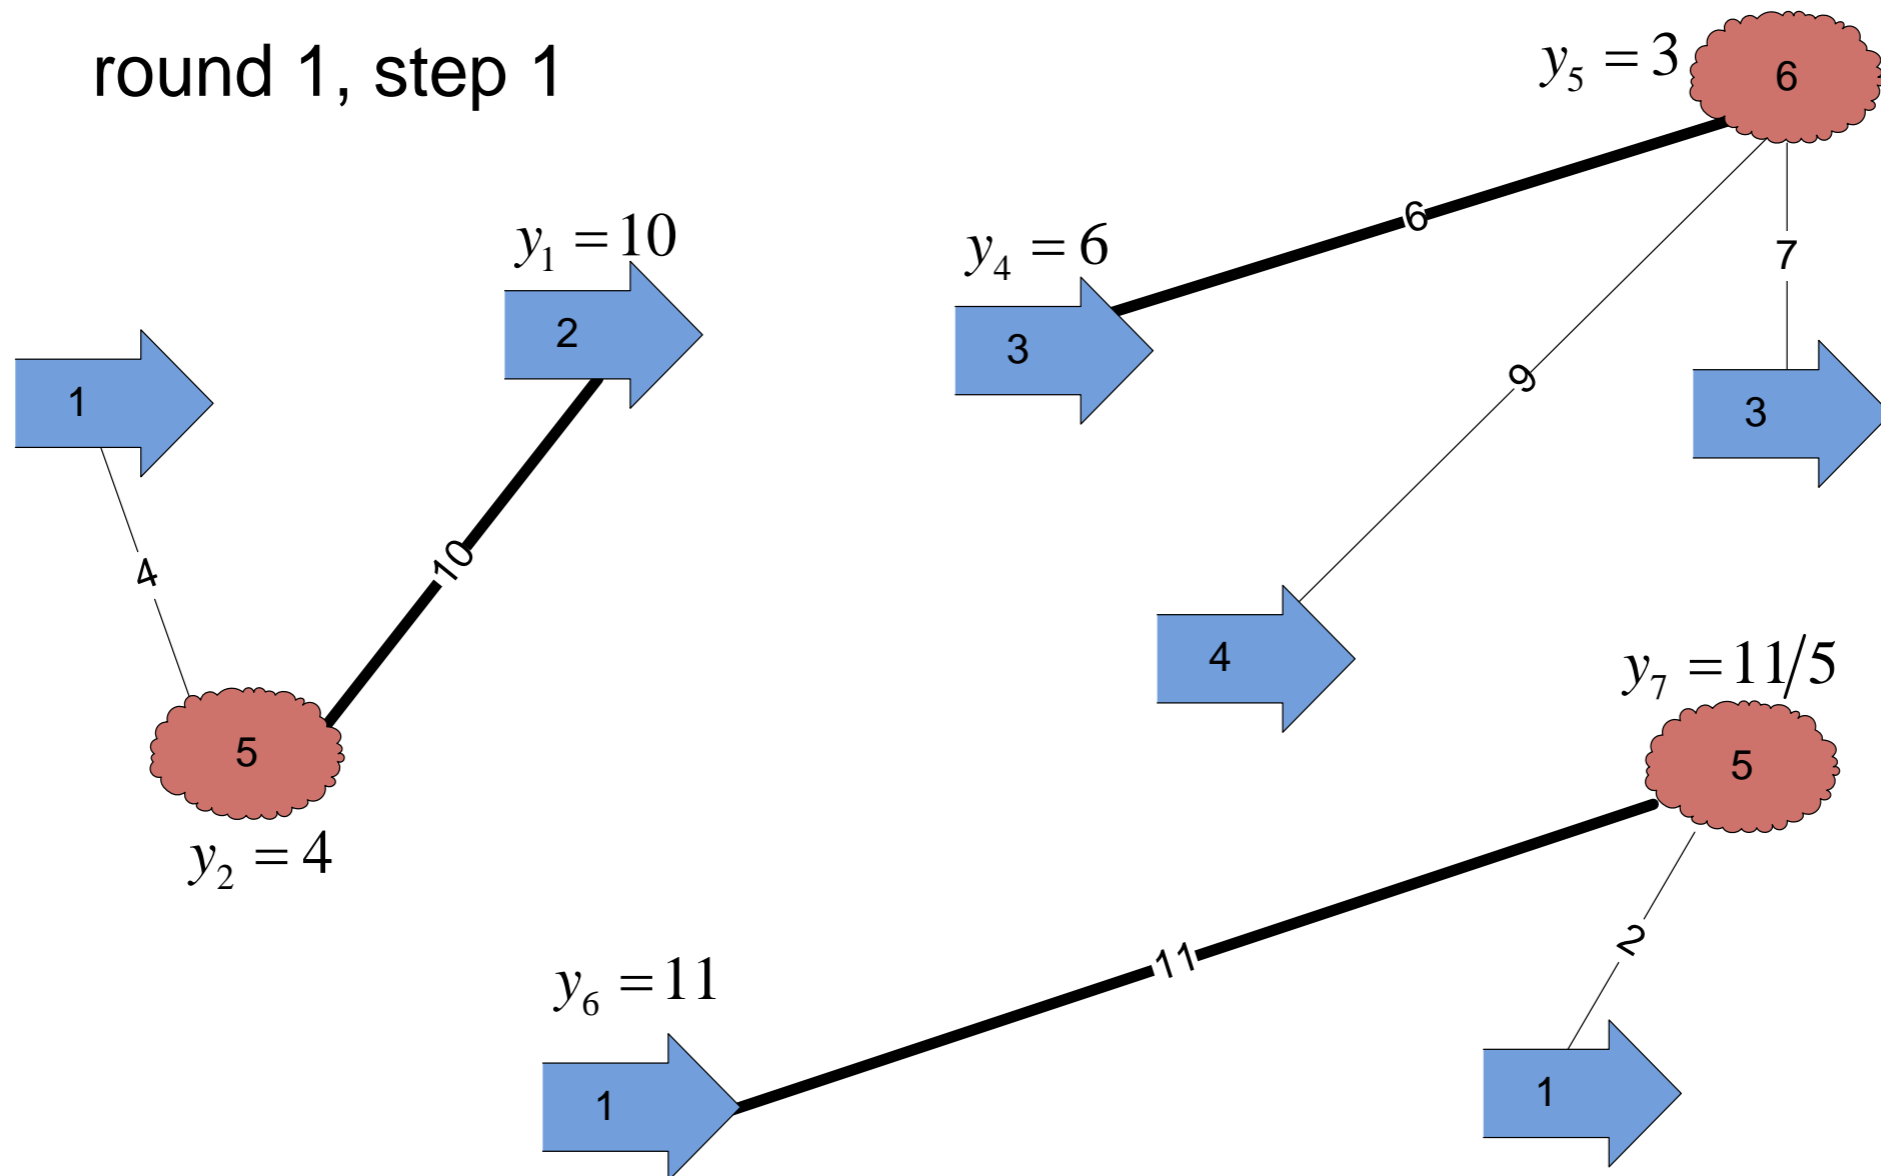 round 1, step 1
y₅ = 3
6
6
y₁ = 10
y₄ = 6
7
2
3
1
9
3
10
4
4
y₇ = 11/5
5
5
y₂ = 4
2
11
y₆ = 11
1
1